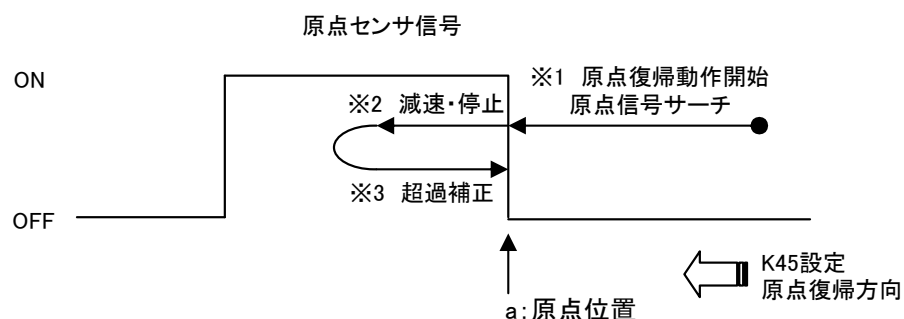 原点センサ信号
ON
※1 原点復帰動作開始
原点信号サーチ
※2 減速・停止
※3 超過補正
OFF
K45設定
原点復帰方向
a:原点位置